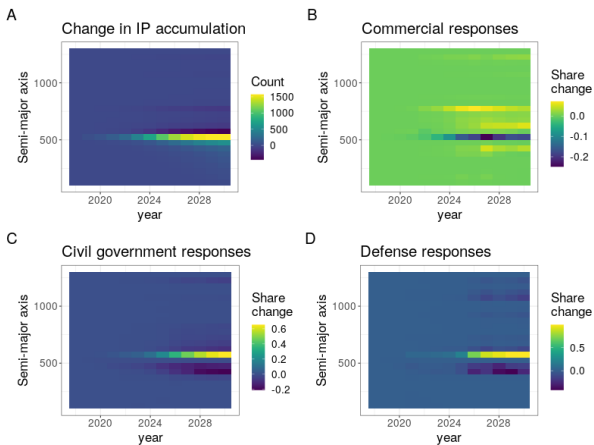 A
Change in IP accumulation
Semi-major axis
1000
500
2020
2024
2028
year
Count
1500
1000
500
0
B
Commercial responses
Semi-major axis
1000
500
2020
2024
2028
year
Share
change
0.0
-0.1
-0.2
C
Civil government responses
Semi-major axis
1000
500
2020
2024
2028
year
Share
change
0.6
0.4
0.2
0.0
-0.2
D
Defense responses
Semi-major axis
1000
500
2020
2024
2028
year
Share
change
0.5
0.0